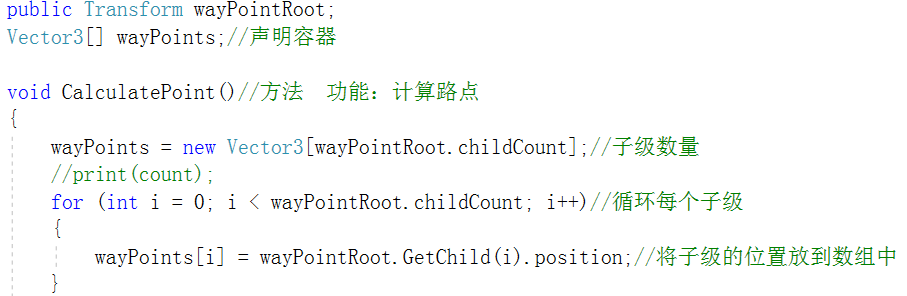 public Transform wayPointRoot;
Vector3[] wayPoints;//声明容器
void CalculatePoint()//方法  功能：计算路点
{
wayPoints = new Vector3[wayPointRoot.childCount];//子级数量
//print(count);
for (int i = 0; i < wayPointRoot.childCount; i++)//循环每个子级
{
wayPoints[i] = wayPointRoot.GetChild(i).position;//将子级的位置放到数组中
}